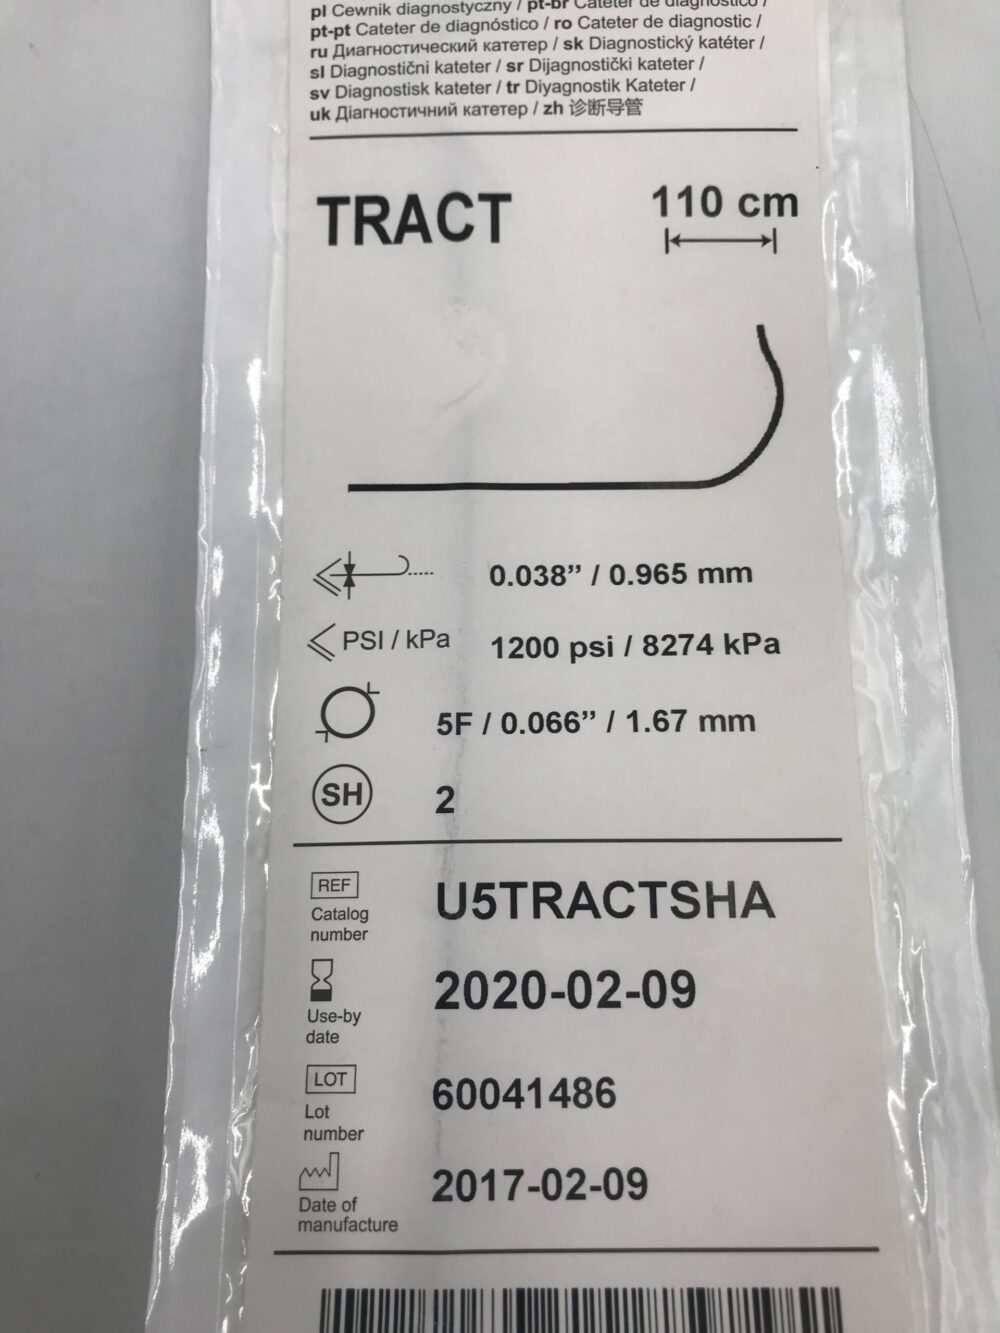 pl Cewnik diagnostyczny / pt-br Cateter de diagnóstico /
pt-pt Cateter de diagnóstico / ro Cateter de diagnostic /
ru Диагностический катетер / sk Diagnostický katéter /
sl Diagnostični kateter / sr Dijagnostički kateter /
sv Diagnostisk kateter / tr Diyagnostik Kateter /
uk Діагностичний катетер / zh 诊断导管
TRACT
110 cm
0.038” / 0.965 mm
PSI / kPa 1200 psi / 8274 kPa
5F / 0.066” / 1.67 mm
SH 2
REF U5TRACTSHA
Catalog
number
2020-02-09
Use-by
date
LOT 60041486
Lot
number
2017-02-09
Date of
manufacture